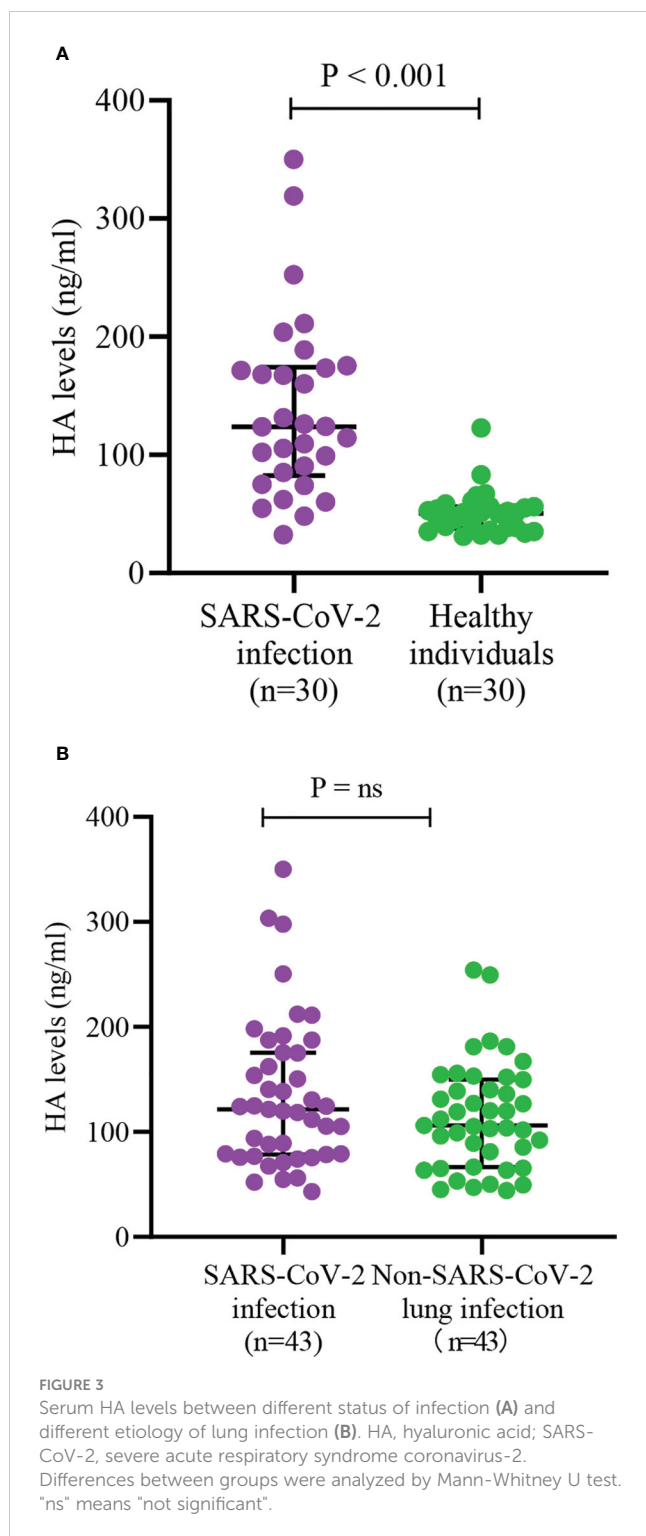 A
P < 0.001
400
300
200
100
0
HA levels (ng/ml)
SARS-CoV-2
infection
(n=30)
Healthy
individuals
(n=30)
B
P = ns
400
300
200
100
0
HA levels (ng/ml)
SARS-CoV-2
infection
(n=43)
Non-SARS-CoV-2
lung infection
(n=43)
FIGURE 3
Serum HA levels between different status of infection (A) and
different etiology of lung infection (B). HA, hyaluronic acid; SARS-
CoV-2, severe acute respiratory syndrome coronavirus-2.
Differences between groups were analyzed by Mann-Whitney U test.
"ns" means "not significant".